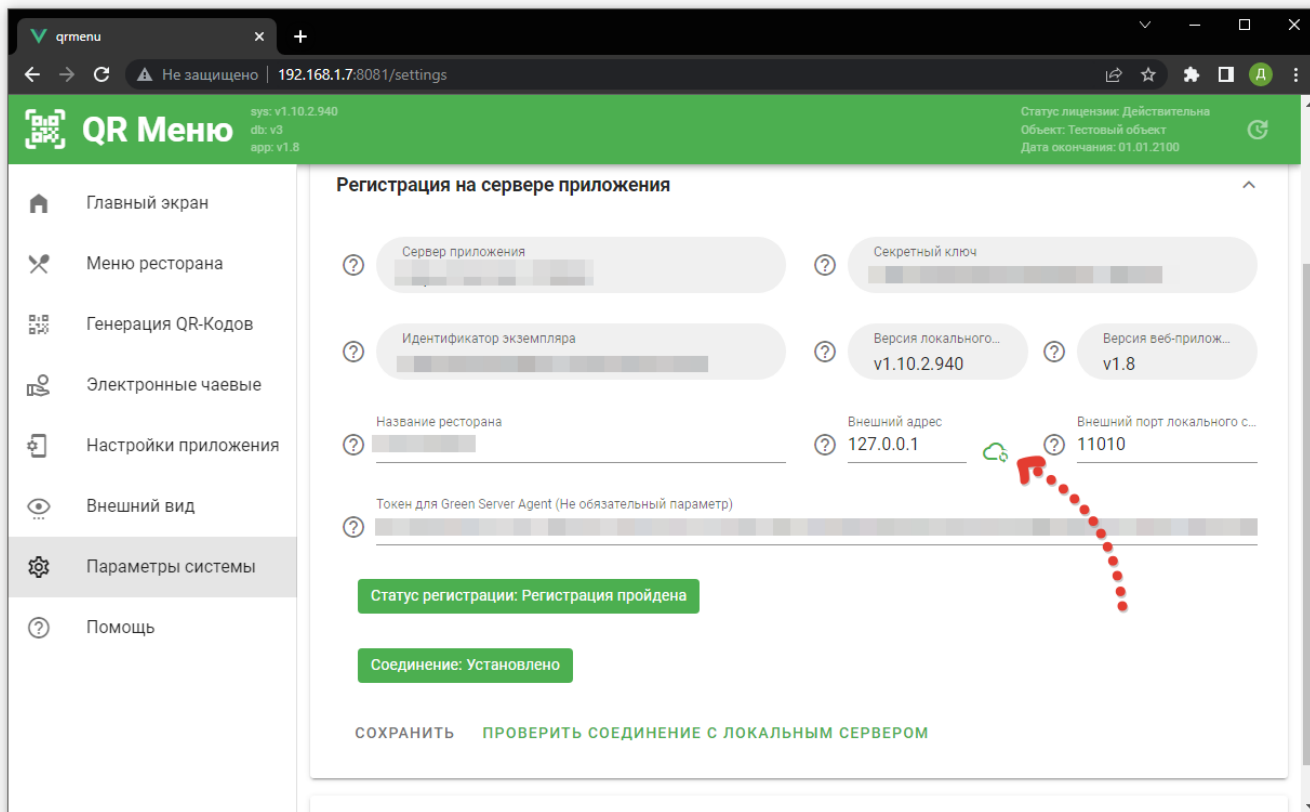 qrmenu
Не защищено 192.168.1.7:8081/settings
Д
QR Меню
sys: v1.10.2.940
db: v3
app: v1.8
Статус лицензии: Действительна
Объект: Тестовый объект
Дата окончания: 01.01.2100
Главный экран
Меню ресторана
Генерация QR-Кодов
Электронные чаевые
Настройки приложения
Внешний вид
Параметры системы
Помощь
Регистрация на сервере приложения
Сервер приложения
Секретный ключ
Идентификатор экземпляра
Версия локального...
v1.10.2.940
Версия веб-прилож...
v1.8
Название ресторана
Внешний адрес
127.0.0.1
Внешний порт локального с...
11010
Токен для Green Server Agent (Не обязательный параметр)
Статус регистрации: Регистрация пройдена
Соединение: Установлено
СОХРАНИТЬ
ПРОВЕРИТЬ СОЕДИНЕНИЕ С ЛОКАЛЬНЫМ СЕРВЕРОМ